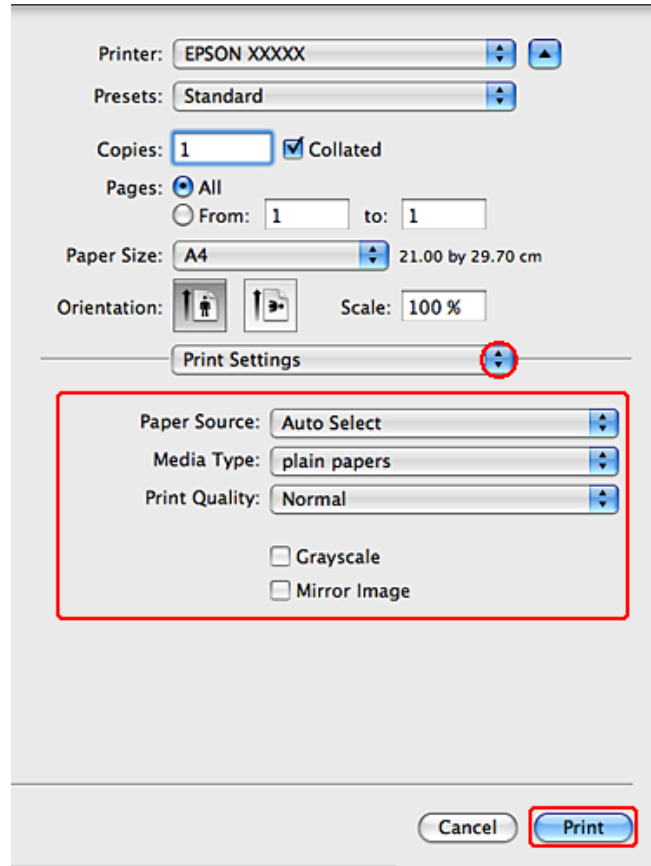 Printer: EPSON XXXXX
Presets: Standard
Copies: 1 Collated
Pages: All
From: 1 to: 1
Paper Size: A4 21.00 by 29.70 cm
Orientation: Scale: 100 %
Print Settings
Paper Source: Auto Select
Media Type: plain papers
Print Quality: Normal
Grayscale
Mirror Image
Cancel Print